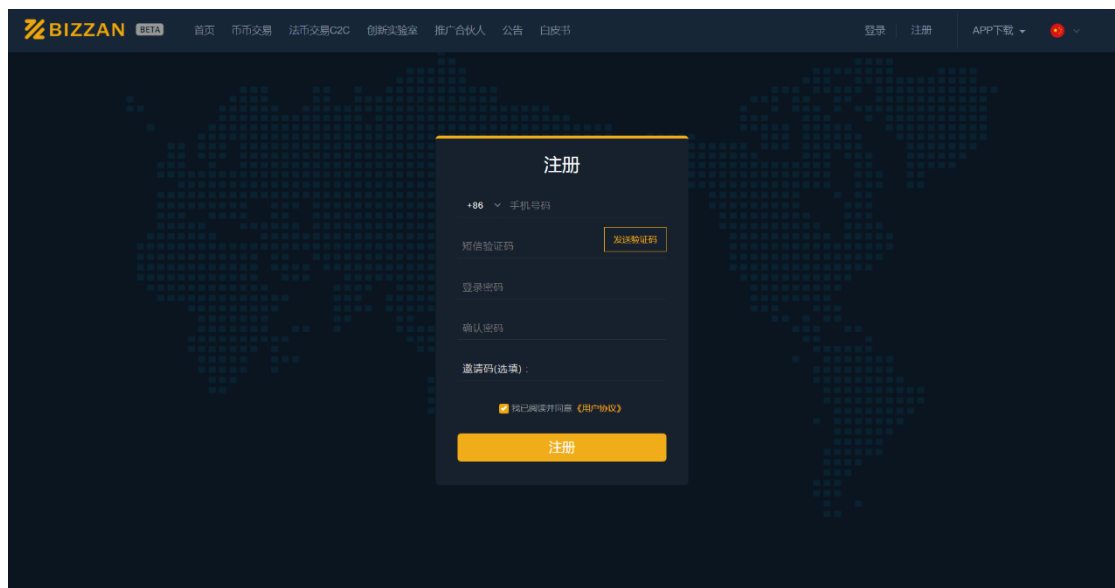 BIZZAN BETA 首页 币币交易 法币交易C2C 创新实验室 推广合伙人 公告 白皮书 登录 注册 APP下载
注册
+86 手机号码
短信验证码 发送验证码
登录密码
确认密码
邀请码(选填) :
我已阅读并同意《用户协议》
注册